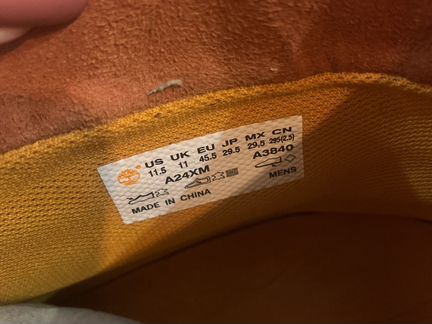 US UK EU JP MX CN
11.5 11 45.5 29.5 29.5 295(2.5)
A24XM A3840
MENS
MADE IN CHINA